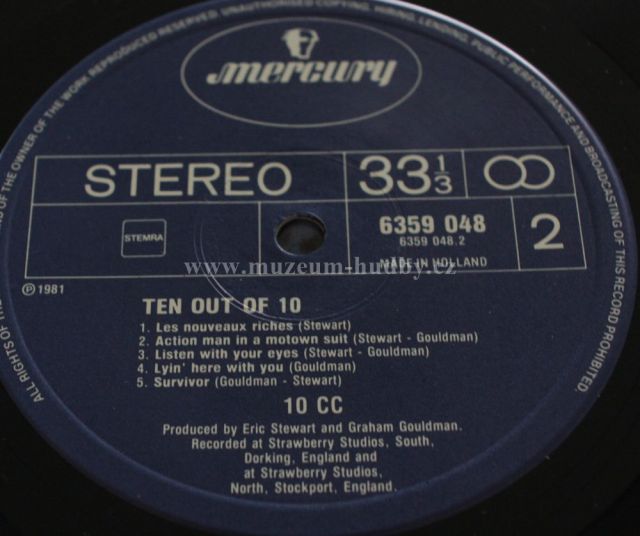 ALL RIGHTS OF THE
OF THE OWNER OF THE WORK REPRODUCED RESERVED. UNAUTHORISED COPYING, HIRING, LENDING, PUBLIC PERFORMANCE AND BROADCASTING OF THIS RECORD PROHIBITED.
mercury
STEREO
33 1/3
STEMRA
6359 048
6359 048.2
MADE IN HOLLAND
2
www.muzeum-hudby.cz
℗ 1981
TEN OUT OF 10
1. Les nouveaux riches (Stewart)
2. Action man in a motown suit (Stewart - Gouldman)
3. Listen with your eyes (Stewart - Gouldman)
4. Lyin' here with you (Gouldman)
5. Survivor (Gouldman - Stewart)
10 CC
Produced by Eric Stewart and Graham Gouldman.
Recorded at Strawberry Studios, South,
Dorking, England and
at Strawberry Studios,
North, Stockport, England.